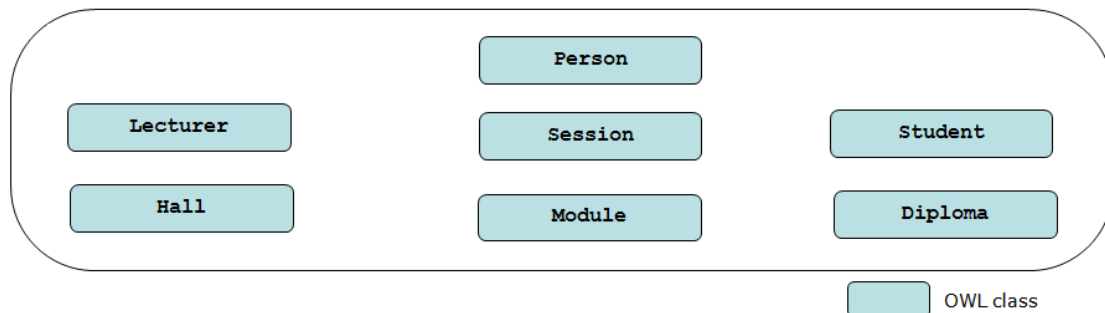 Person
Lecturer
Session
Student
Hall
Module
Diploma
OWL class